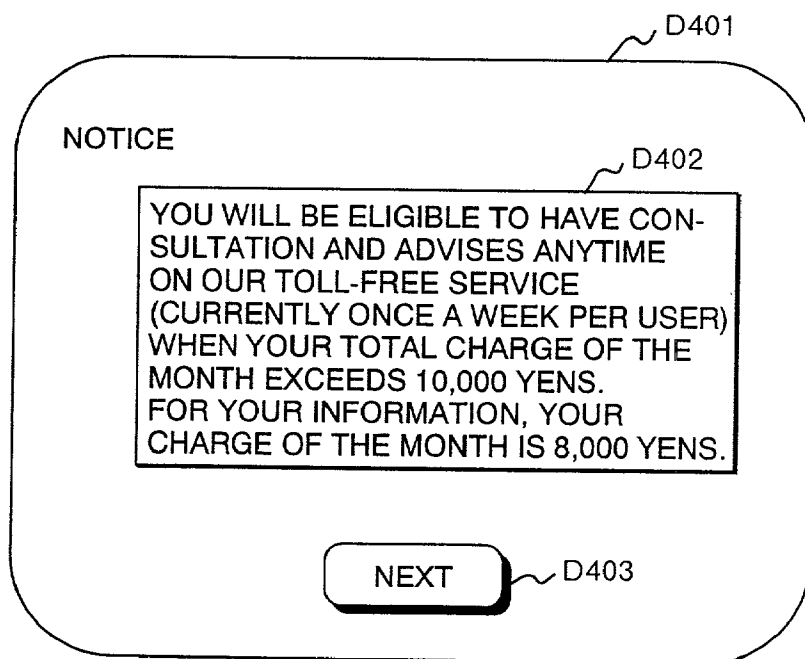 D401
NOTICE
D402
YOU WILL BE ELIGIBLE TO HAVE CON-
SULTATION AND ADVISES ANYTIME
ON OUR TOLL-FREE SERVICE
(CURRENTLY ONCE A WEEK PER USER)
WHEN YOUR TOTAL CHARGE OF THE
MONTH EXCEEDS 10,000 YENS.
FOR YOUR INFORMATION, YOUR
CHARGE OF THE MONTH IS 8,000 YENS.
NEXT
D403